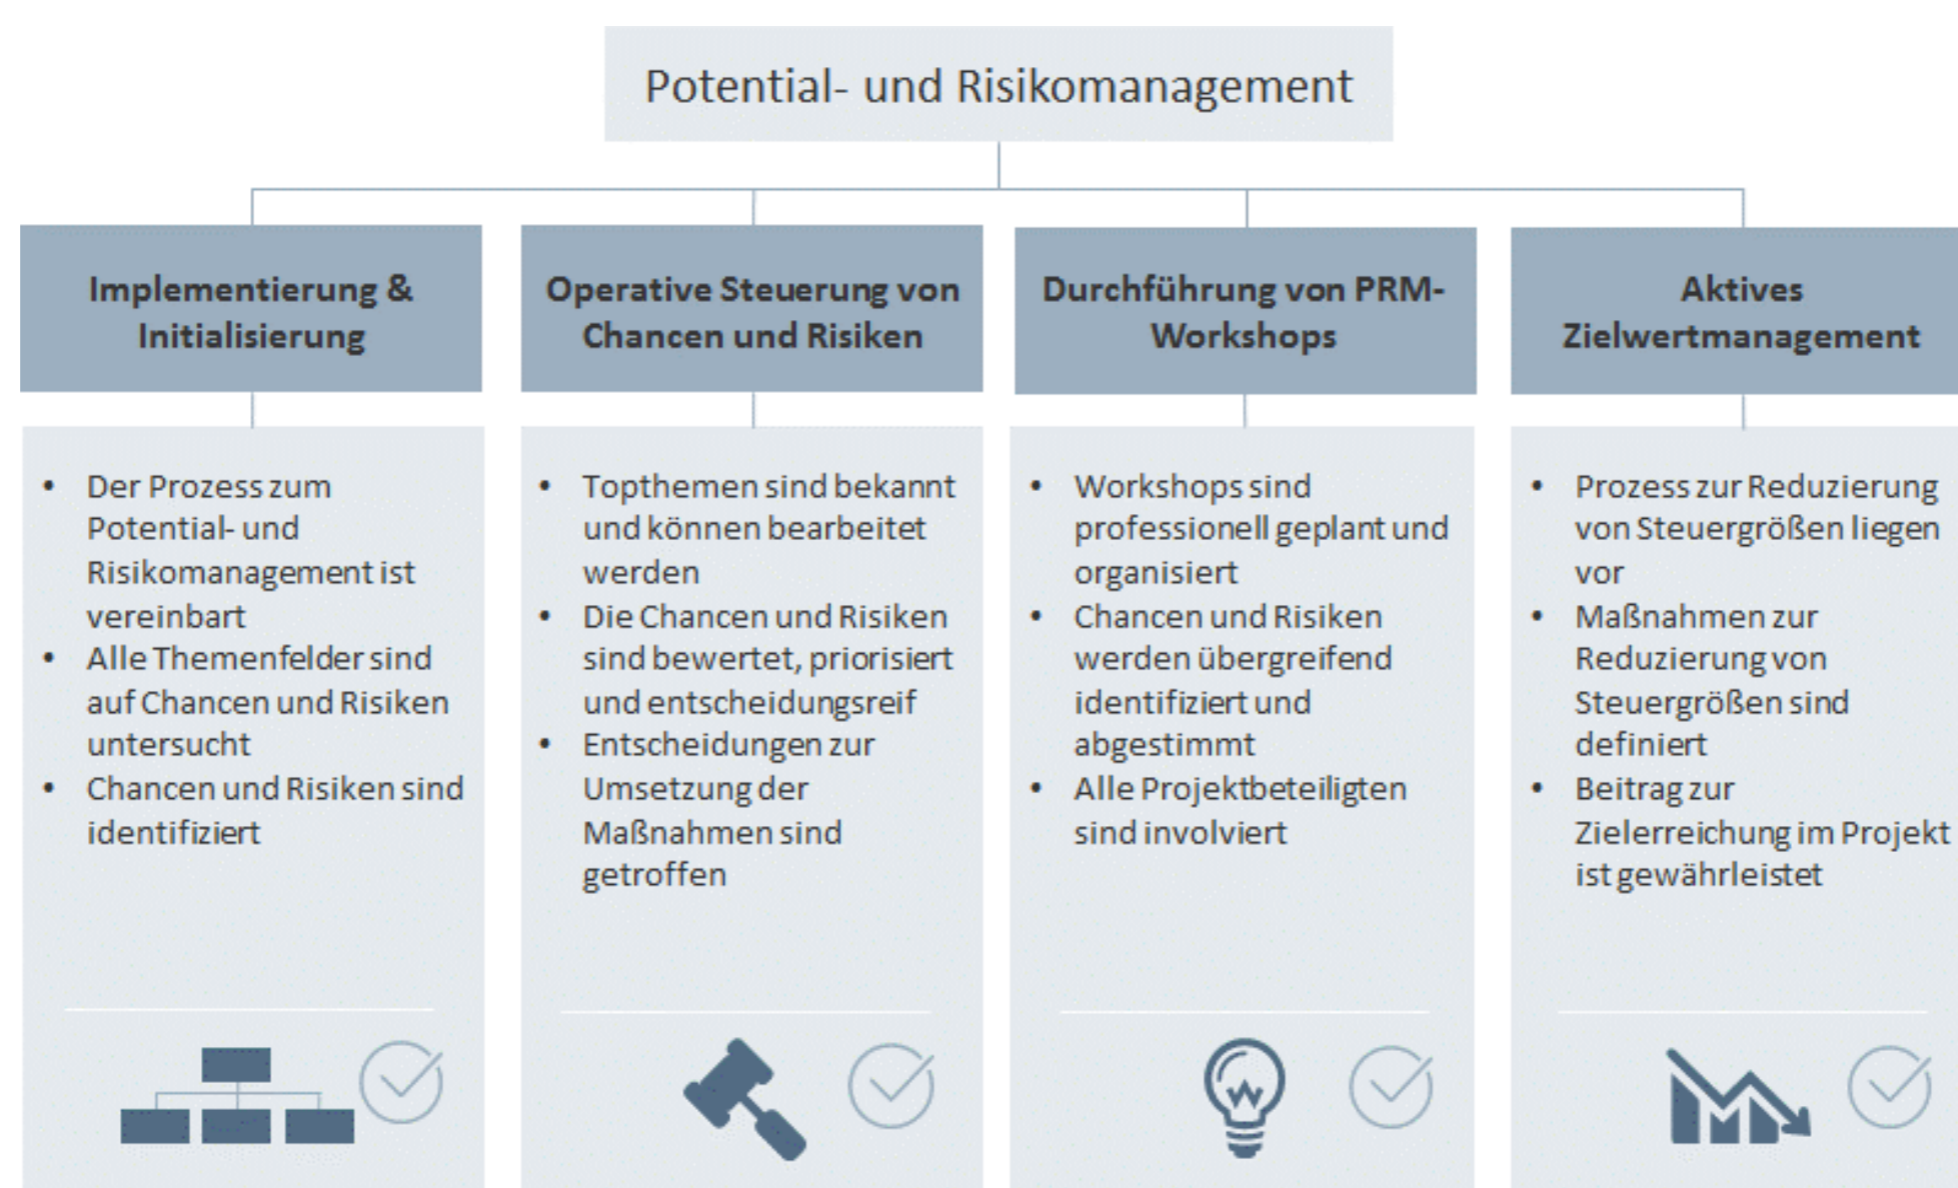 Potential- und Risikomanagement
Implementierung &
Initialisierung
• Der Prozess zum
Potential- und
Risikomanagement ist
vereinbart
• Alle Themenfelder sind
auf Chancen und Risiken
untersucht
• Chancen und Risiken sind
identifiziert
Operative Steuerung von
Chancen und Risiken
• Topthemen sind bekannt
und können bearbeitet
werden
• Die Chancen und Risiken
sind bewertet, priorisiert
und entscheidungsreif
• Entscheidungen zur
Umsetzung der
Maßnahmen sind
getroffen
Durchführung von PRM-
Workshops
• Workshops sind
professionell geplant und
organisiert
• Chancen und Risiken
werden übergreifend
identifiziert und
abgestimmt
• Alle Projektbeteiligten
sind involviert
Aktives
Zielwertmanagement
• Prozess zur Reduzierung
von Steuergrößen liegen
vor
• Maßnahmen zur
Reduzierung von
Steuergrößen sind
definiert
• Beitrag zur
Zielerreichung im Projekt
ist gewährleistet